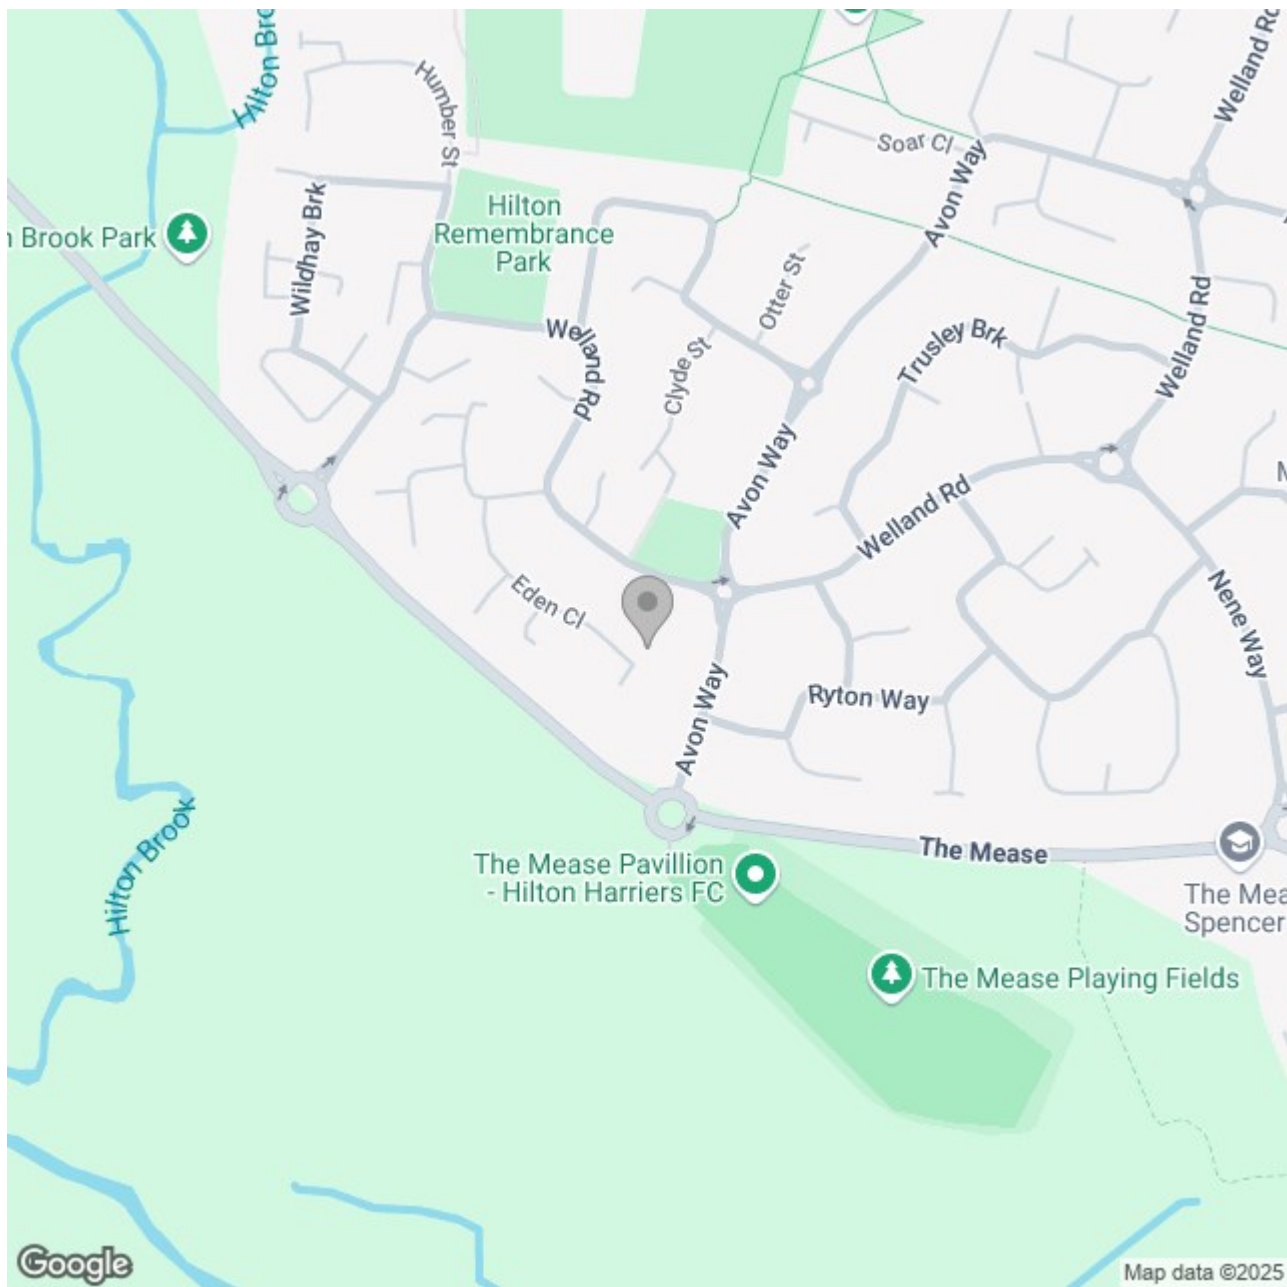 Hilton Bro
Welland Ro
Humber St
Soar Cl
Avon Way
Wildhay Brk
Hilton
Remembrance
Park
n Brook Park
Otter St
Welland Rd
Welland Rd
Trusley Brk
Clyde St
Avon Way
Welland Rd
M
Eden Cl
Nene Way
Ryton Way
Avon Way
Hilton Brook
The Mease
The Mease Pavillion
- Hilton Harriers FC
The Mea
Spencer
The Mease Playing Fields
Google
Map data ©2025